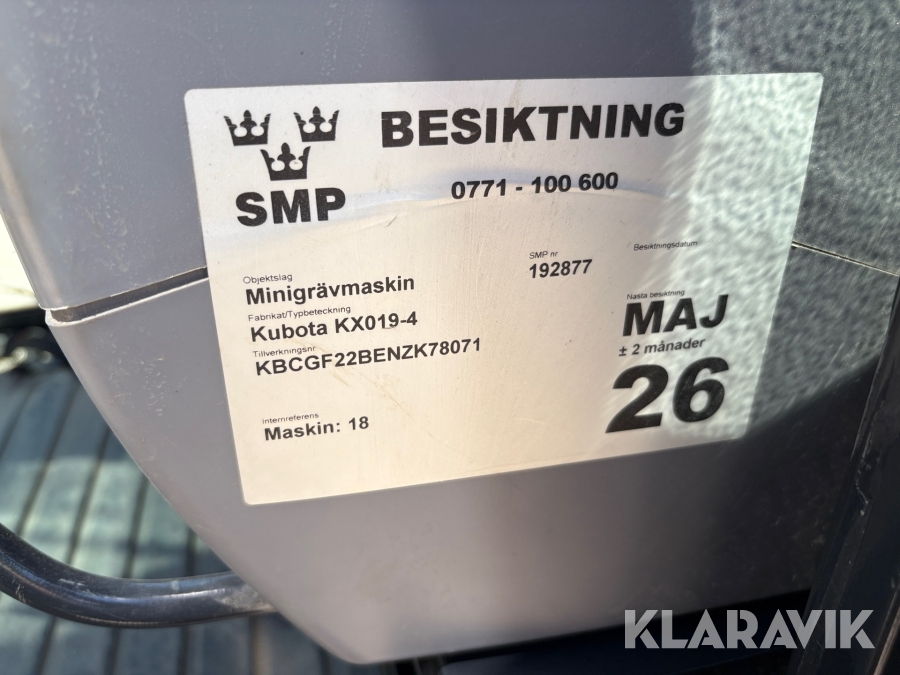 BESIKTNING
SMP
0771 - 100 600
Objektslag
Minigrävmaskin
SMP nr
192877
Besiktningsdatum
Fabrikat/Typbeteckning
Kubota KX019-4
Tillverkningsnr
KBCGF22BENZK78071
Nästa besiktning
MAJ
± 2 månader
26
Internreferens
Maskin: 18
KLARAVIK